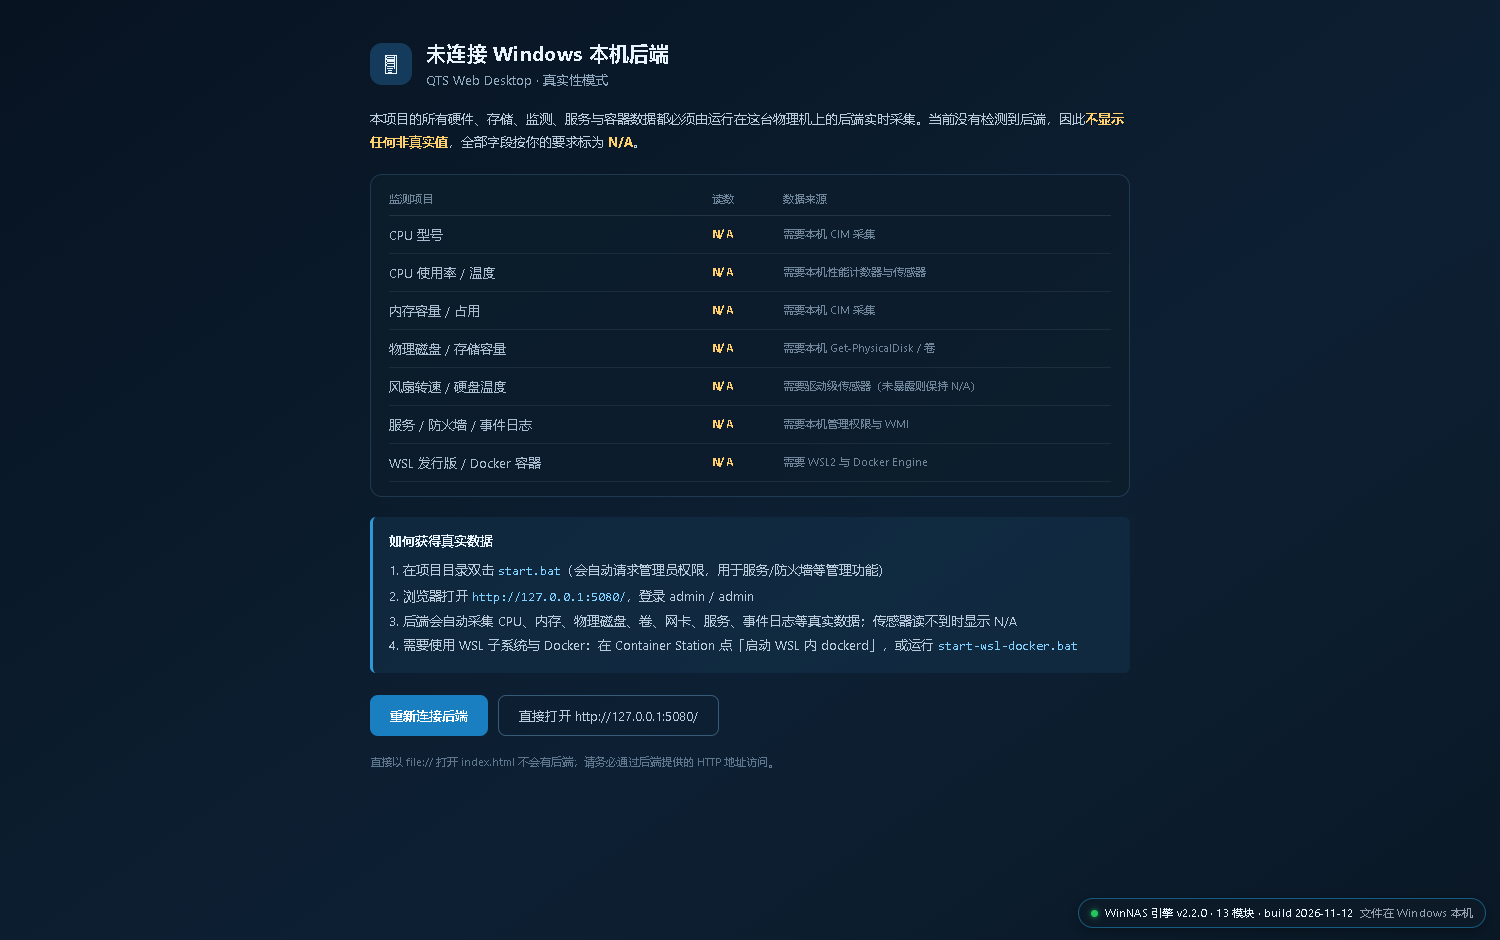 未连接 Windows 本机后端
QTS Web Desktop · 真实性模式
本项目的所有硬件、存储、监测、服务与容器数据都必须由运行在这台物理机上的后端实时采集。当前没有检测到后端，因此不显示
任何非真实值，全部字段按你的要求标为 N/A。
监测项目 读数 数据来源
CPU 型号 N/A 需要本机 CIM 采集
CPU 使用率 / 温度 N/A 需要本机性能计数器与传感器
内存容量 / 占用 N/A 需要本机 CIM 采集
物理磁盘 / 存储容量 N/A 需要本机 Get-PhysicalDisk / 卷
风扇转速 / 硬盘温度 N/A 需要驱动级传感器（未暴露则保持 N/A）
服务 / 防火墙 / 事件日志 N/A 需要本机管理权限与 WMI
WSL 发行版 / Docker 容器 N/A 需要 WSL2 与 Docker Engine
如何获得真实数据
1. 在项目目录双击 start.bat（会自动请求管理员权限，用于服务/防火墙等管理功能）
2. 浏览器打开 http://127.0.0.1:5080/，登录 admin / admin
3. 后端会自动采集 CPU、内存、物理磁盘、卷、网卡、服务、事件日志等真实数据；传感器读不到时显示 N/A
4. 需要使用 WSL 子系统与 Docker：在 Container Station 点「启动 WSL 内 dockerd」，或运行 start-wsl-docker.bat
重新连接后端 直接打开 http://127.0.0.1:5080/
直接以 file:// 打开 index.html 不会有后端；请务必通过后端提供的 HTTP 地址访问。
WinNAS 引擎 v2.2.0 · 13 模块 · build 2026-11-12 文件在 Windows 本机